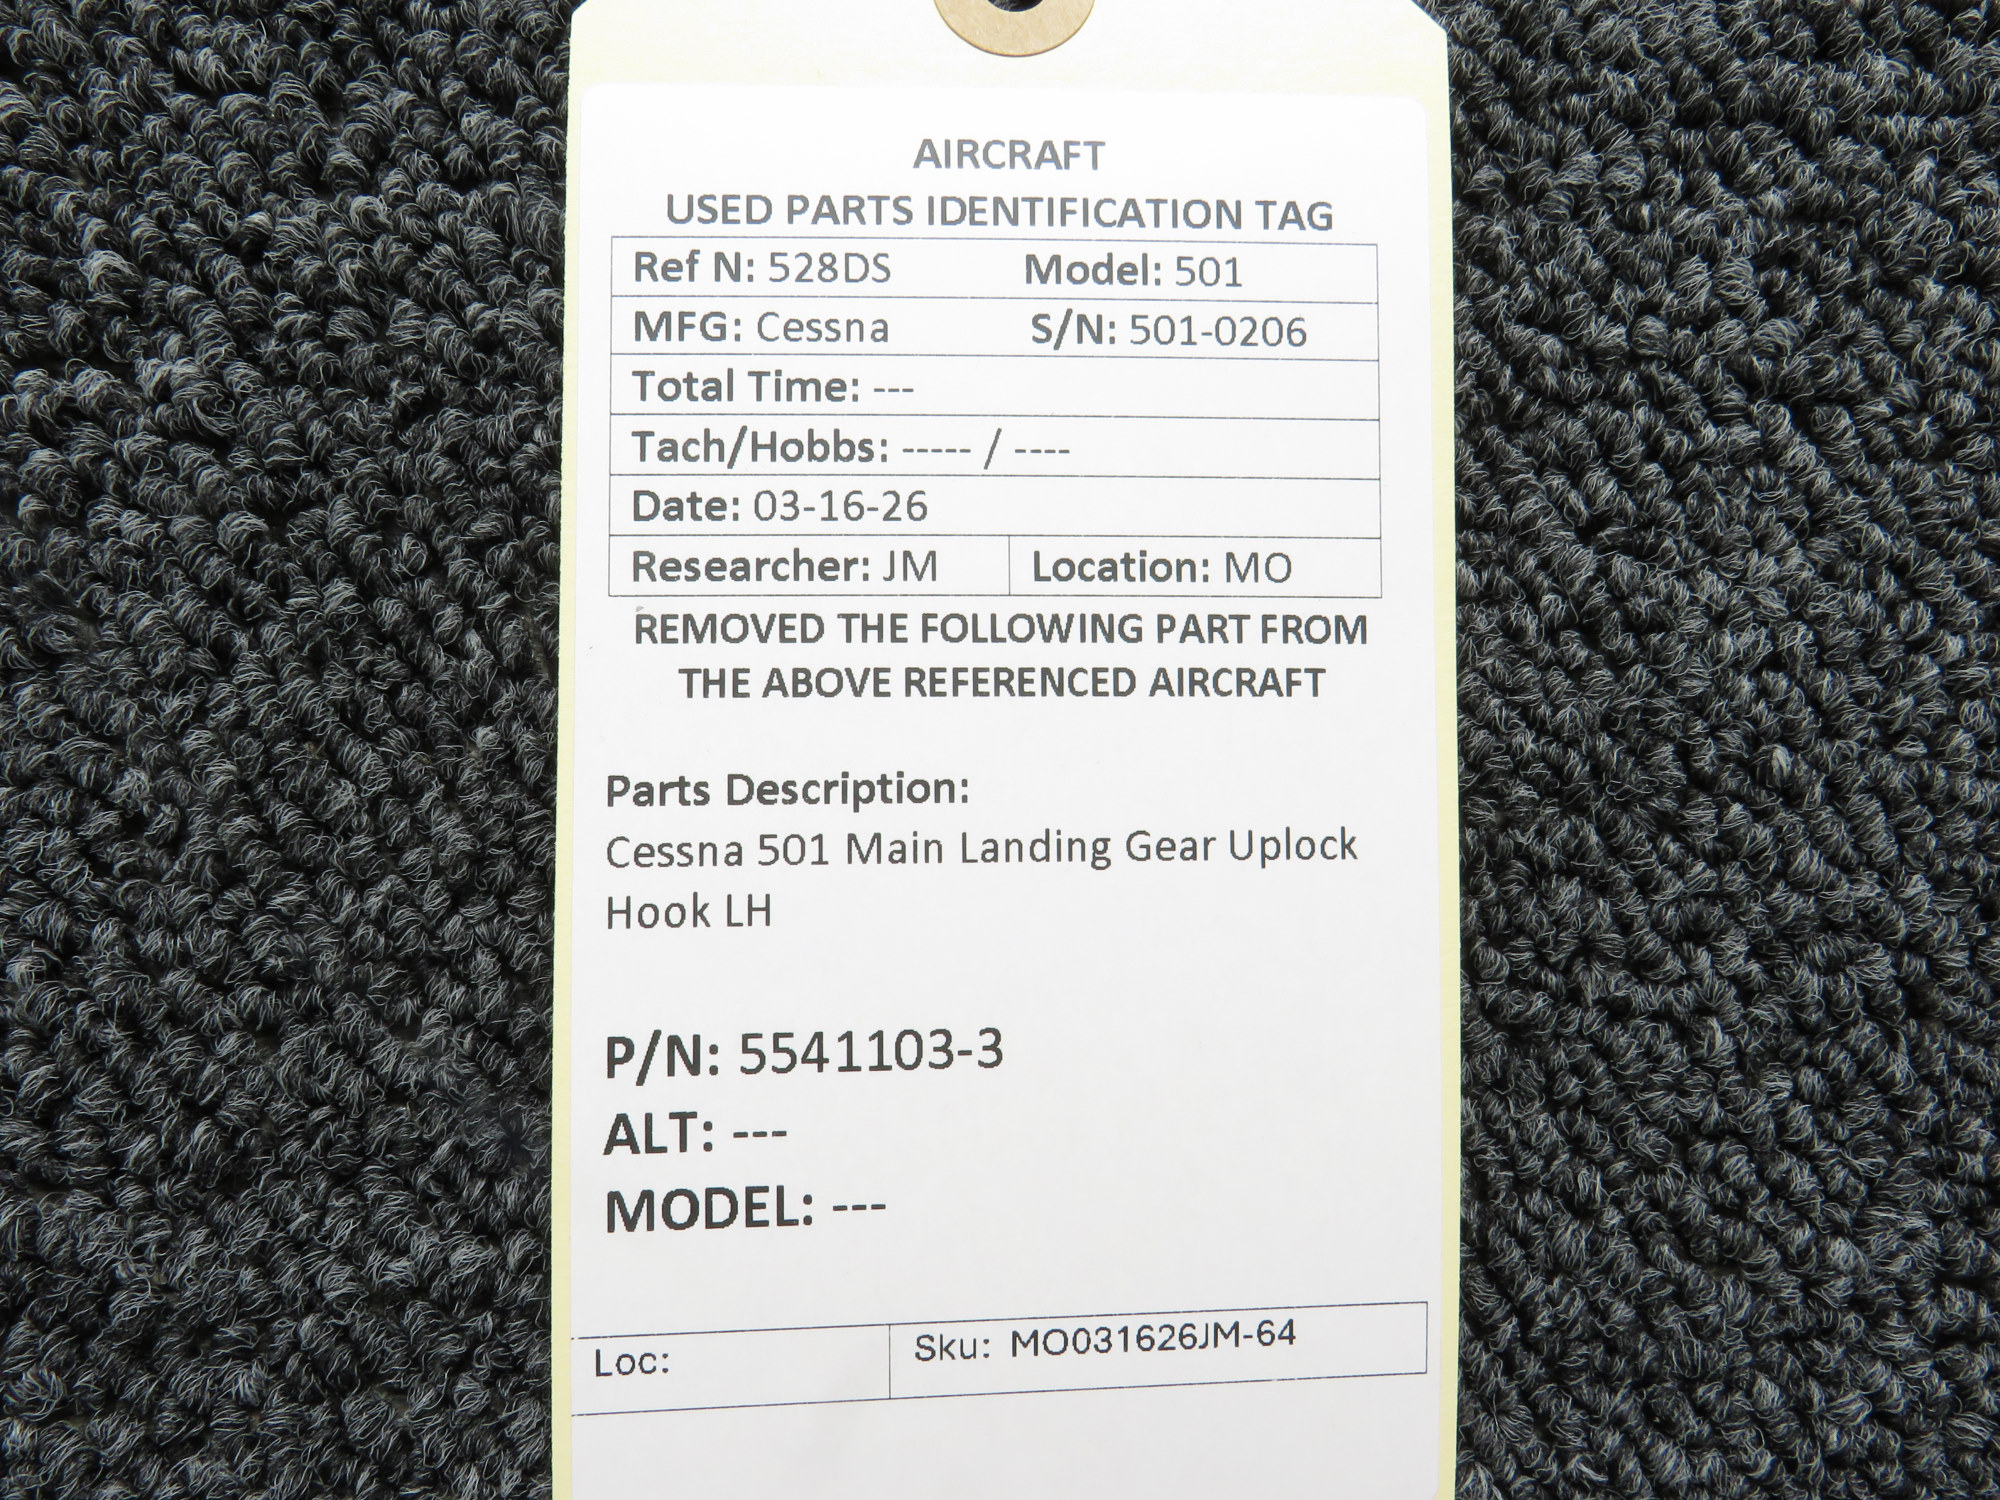 AIRCRAFT
USED PARTS IDENTIFICATION TAG
Ref N: 528DS Model: 501
MFG: Cessna S/N: 501-0206
Total Time: ---
Tach/Hobbs: ----- / ----
Date: 03-16-26
Researcher: JM Location: MO
REMOVED THE FOLLOWING PART FROM
THE ABOVE REFERENCED AIRCRAFT
Parts Description:
Cessna 501 Main Landing Gear Uplock
Hook LH
P/N: 5541103-3
ALT: ---
MODEL: ---
Loc: Sku: MO031626JM-64